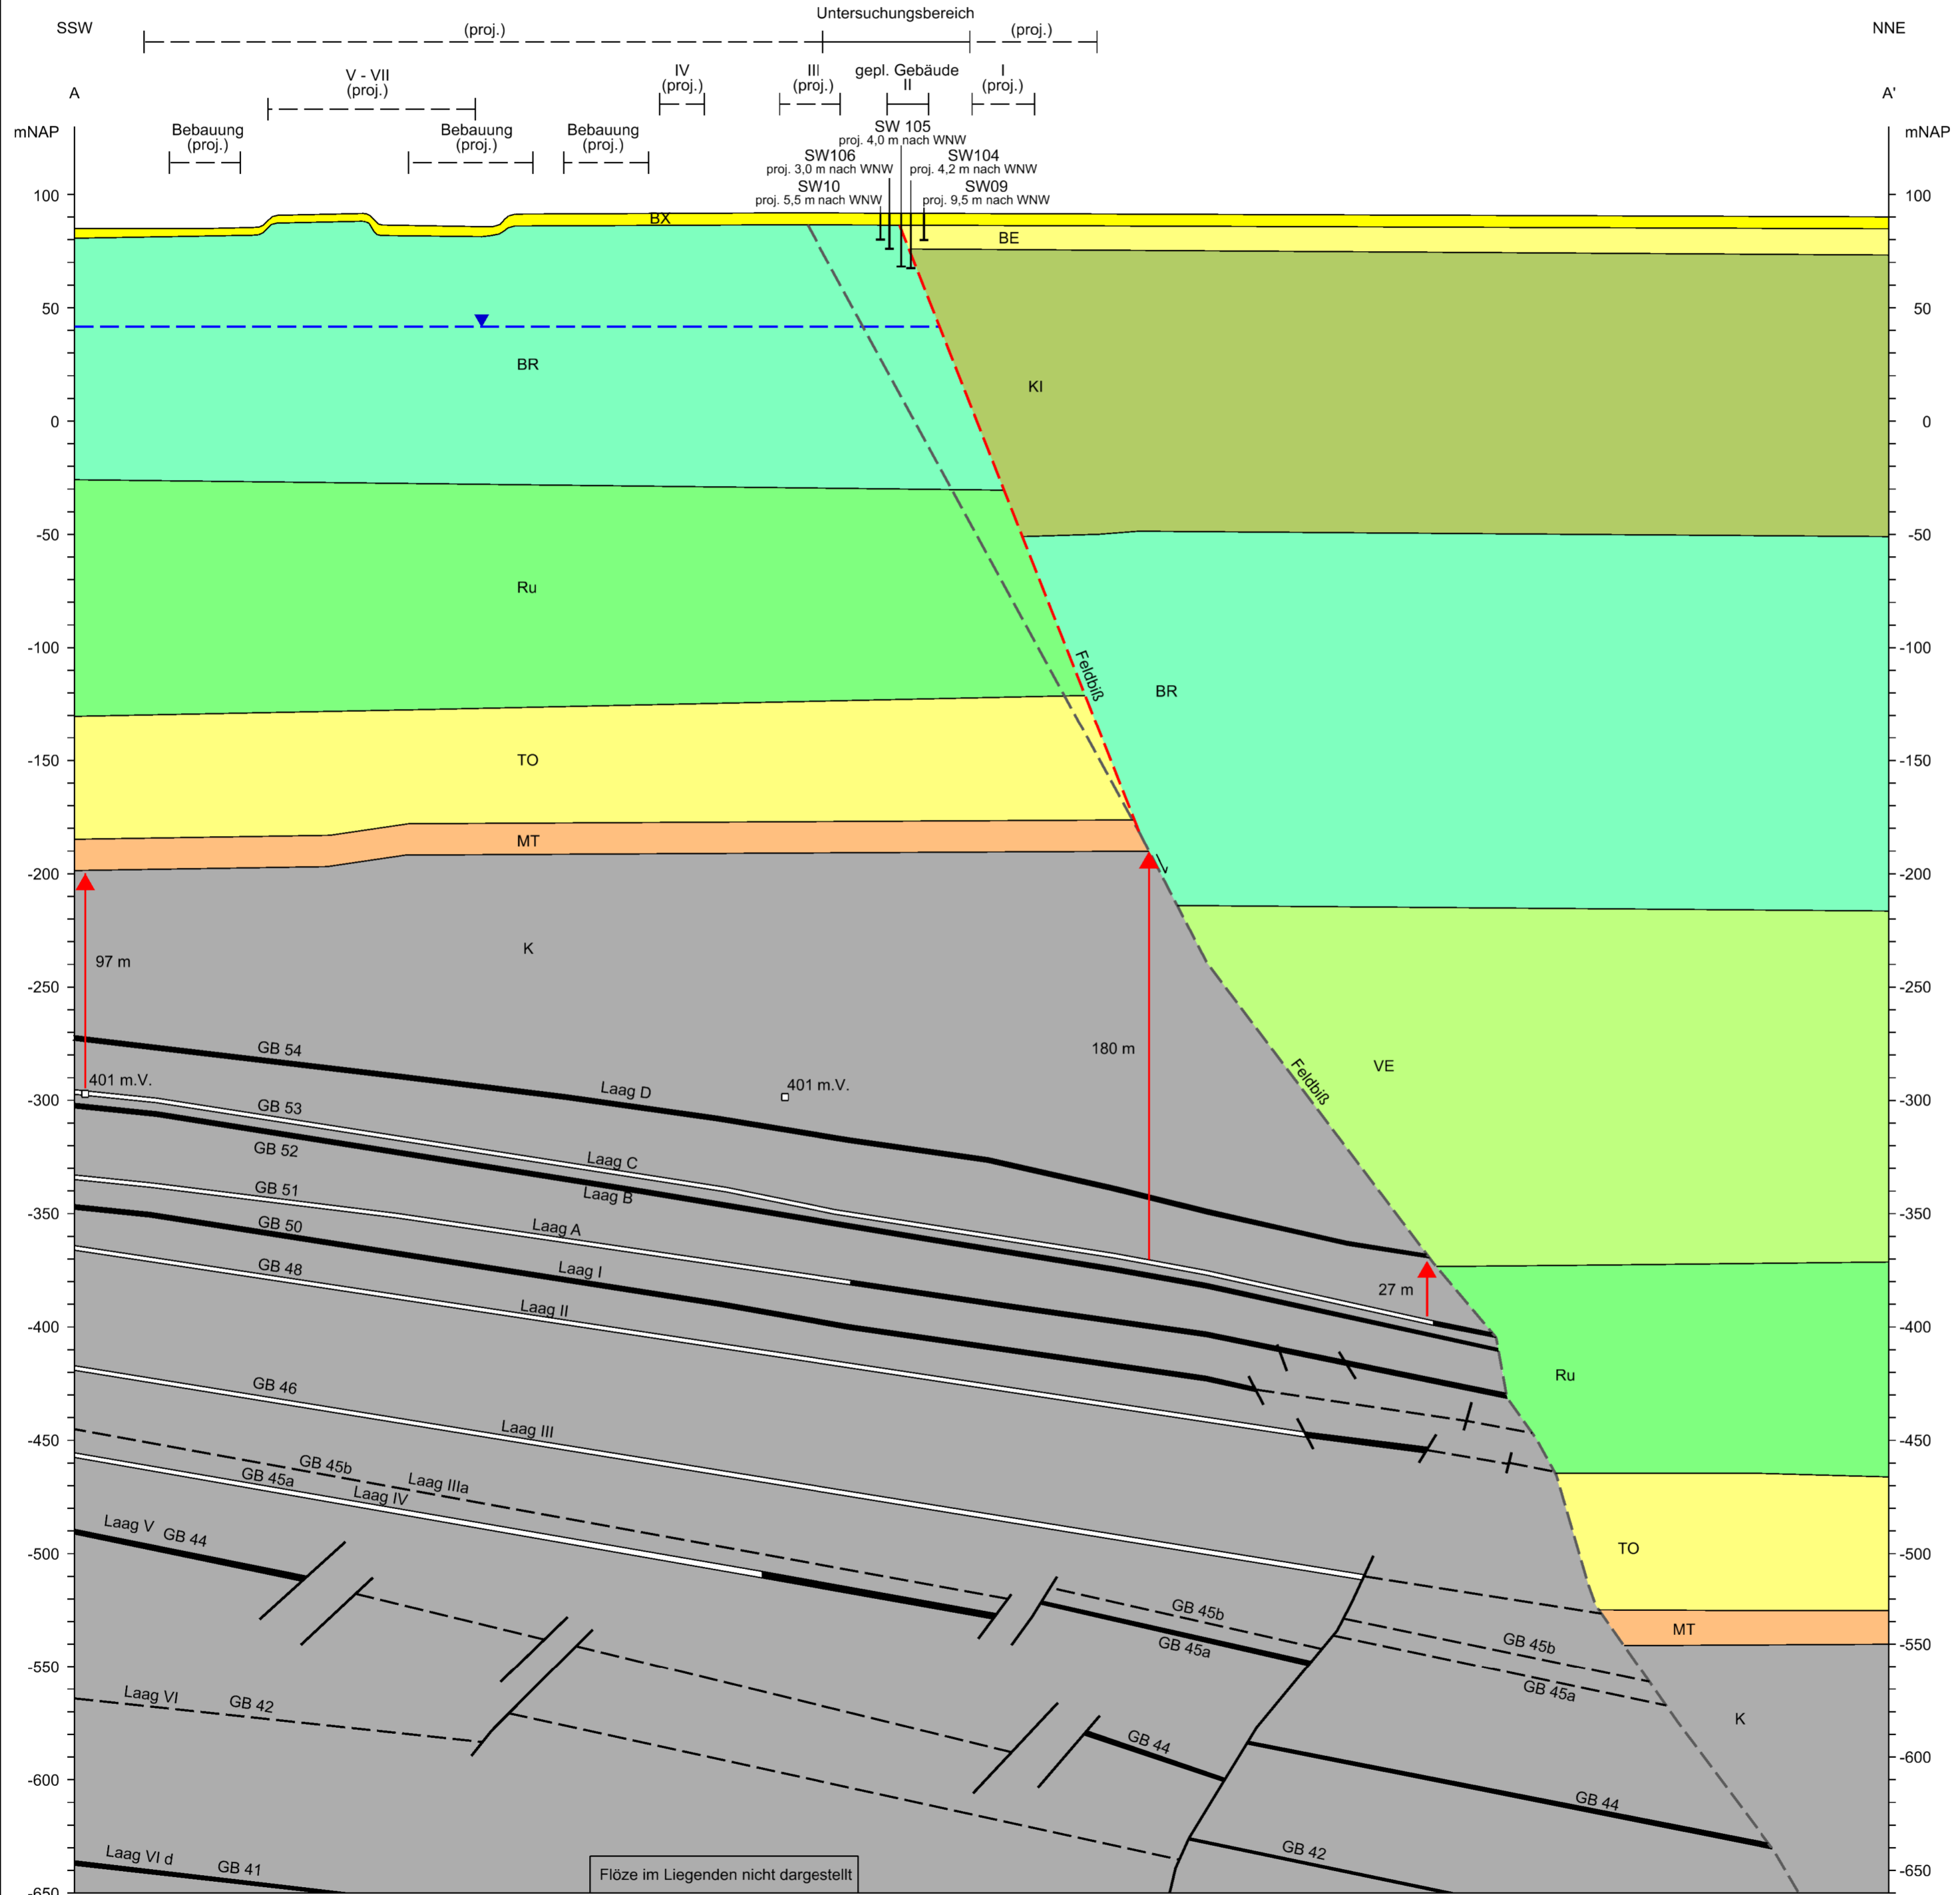 Untersuchungsbereich
SSW
(proj.)
(proj.)
NNE
V - VII
(proj.)
IV
(proj.)
III
(proj.)
gepl. Gebäude
II
I
(proj.)
A
A'
mNAP
mNAP
Bebauung
(proj.)
Bebauung
(proj.)
Bebauung
(proj.)
SW 105
proj. 4,0 m nach WNW
SW106
proj. 3,0 m nach WNW
SW104
proj. 4,2 m nach WNW
SW10
proj. 5,5 m nach WNW
SW09
proj. 9,5 m nach WNW
100
100
BX
BE
50
50
BR
KI
0
0
-50
-50
Ru
-100
-100
Feldbiß
BR
-150
-150
TO
MT
-200
-200
K
97 m
-250
-250
180 m
GB 54
VE
Feldbiß
401 m.V.
Laag D
401 m.V.
-300
-300
GB 53
GB 52
Laag C
Laag B
GB 51
-350
-350
GB 50
Laag A
GB 48
Laag I
27 m
Laag II
-400
-400
GB 46
Ru
Laag III
-450
-450
GB 45b
GB 45a
Laag IIIa
Laag IV
Laag V
GB 44
-500
-500
TO
GB 45b
GB 45a
MT
GB 45b
-550
-550
GB 45a
Laag VI
GB 42
K
GB 44
-600
-600
GB 44
Laag VI d
GB 41
Flöze im Liegenden nicht dargestellt
GB 42
-650
-650